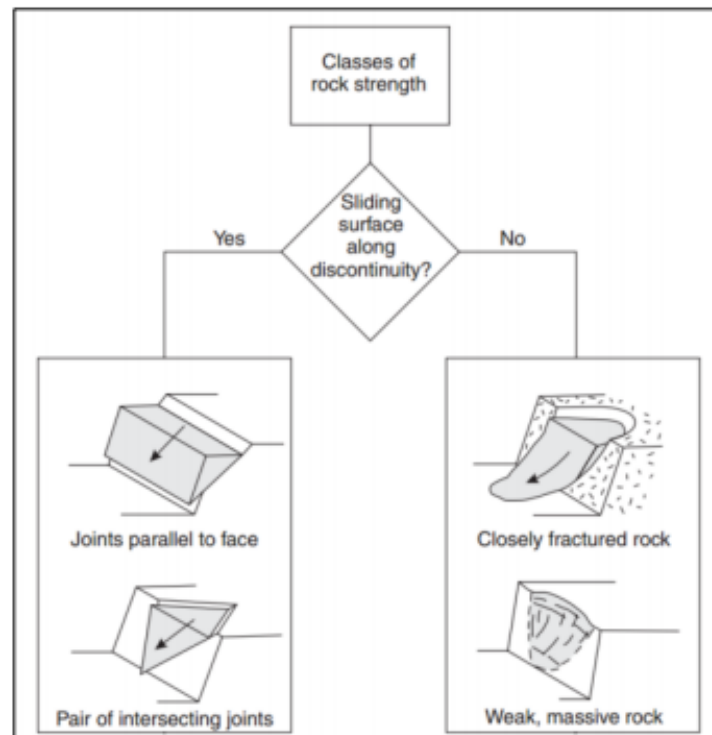 Classes of
rock strength
Sliding
surface
along
discontinuity?
Yes
No
Joints parallel to face
Closely fractured rock
Pair of intersecting joints
Weak, massive rock